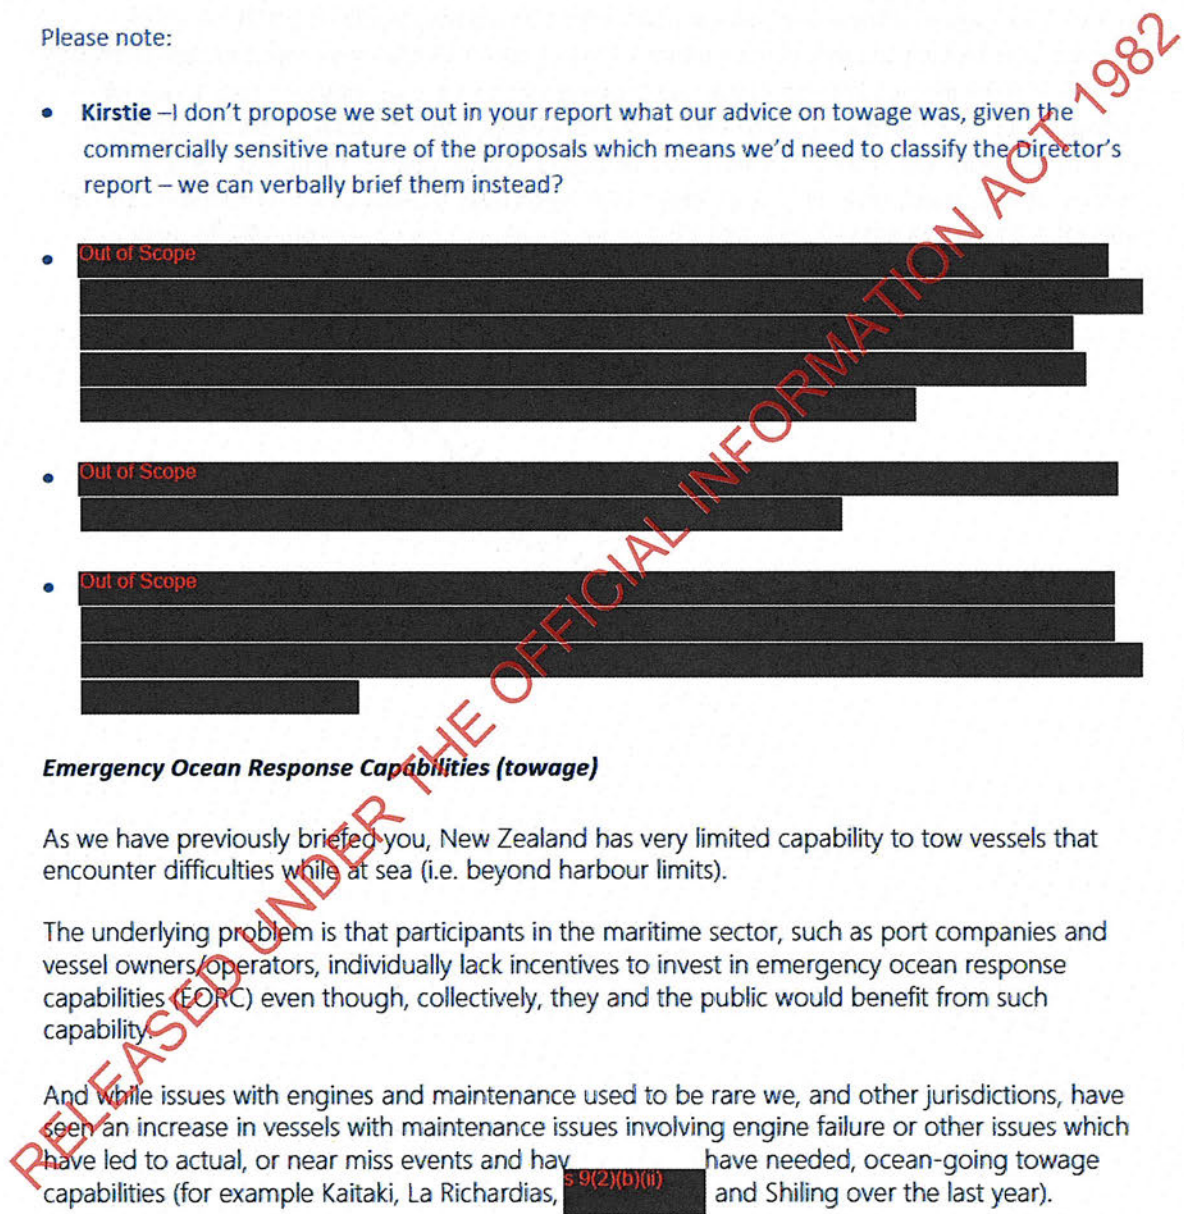 Please note:
• Kirstie –I don't propose we set out in your report what our advice on towage was, given the
commercially sensitive nature of the proposals which means we'd need to classify the Director's
report – we can verbally brief them instead?
• Out of Scope
• Out of Scope
• Out of Scope
Emergency Ocean Response Capabilities (towage)
As we have previously briefed you, New Zealand has very limited capability to tow vessels that
encounter difficulties while at sea (i.e. beyond harbour limits).
The underlying problem is that participants in the maritime sector, such as port companies and
vessel owners/operators, individually lack incentives to invest in emergency ocean response
capabilities (EORC) even though, collectively, they and the public would benefit from such
capability.
And while issues with engines and maintenance used to be rare we, and other jurisdictions, have
seen an increase in vessels with maintenance issues involving engine failure or other issues which
have led to actual, or near miss events and have needed, ocean-going towage
s 9(2)(b)(ii)
capabilities (for example Kaitaki, La Richardias, and Shiling over the last year).
RELEASED UNDER THE OFFICIAL INFORMATION ACT 1982